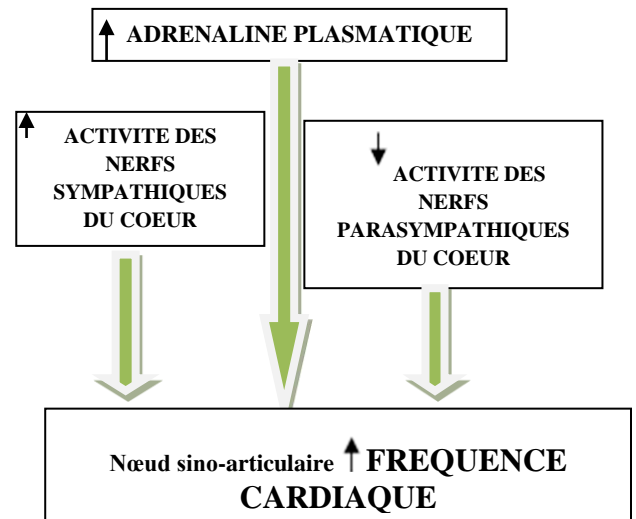 ADRENALINE PLASMATIQUE
ACTIVITE DES
NERFS
SYMPATHIQUES
DU COEUR
ACTIVITE DES
NERFS
PARASYMPATHIQUES
DU COEUR
Nœud sino-articulaire ↑ FREQUENCE
CARDIAQUE